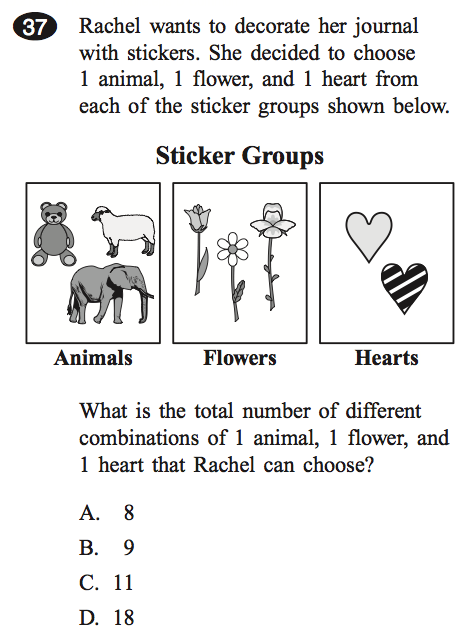 37 Rachel wants to decorate her journal
with stickers. She decided to choose
1 animal, 1 flower, and 1 heart from
each of the sticker groups shown below.
Sticker Groups
Animals Flowers Hearts
What is the total number of different
combinations of 1 animal, 1 flower, and
1 heart that Rachel can choose?
A. 8
B. 9
C. 11
D. 18